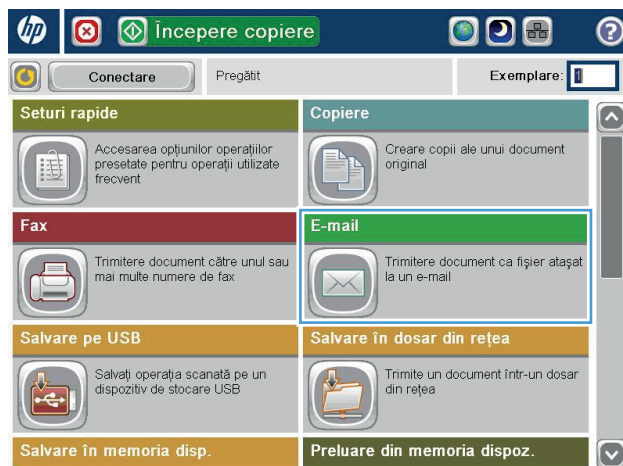 hp
Începere copiere
?
Conectare
Pregătit
Exemplare: 1
Seturi rapide
Copiere
Accesarea opțiunilor operațiilor
presetate pentru operații utilizate
frecvent
Creare copii ale unui document
original
Fax
E-mail
Trimitere document către unul sau
mai multe numere de fax
Trimitere document ca fișier atașat
la un e-mail
Salvare pe USB
Salvare în dosar din rețea
Salvați operația scanată pe un
dispozitiv de stocare USB
Trimite un document într-un dosar
din rețea
Salvare în memoria disp.
Preluare din memoria dispoz.